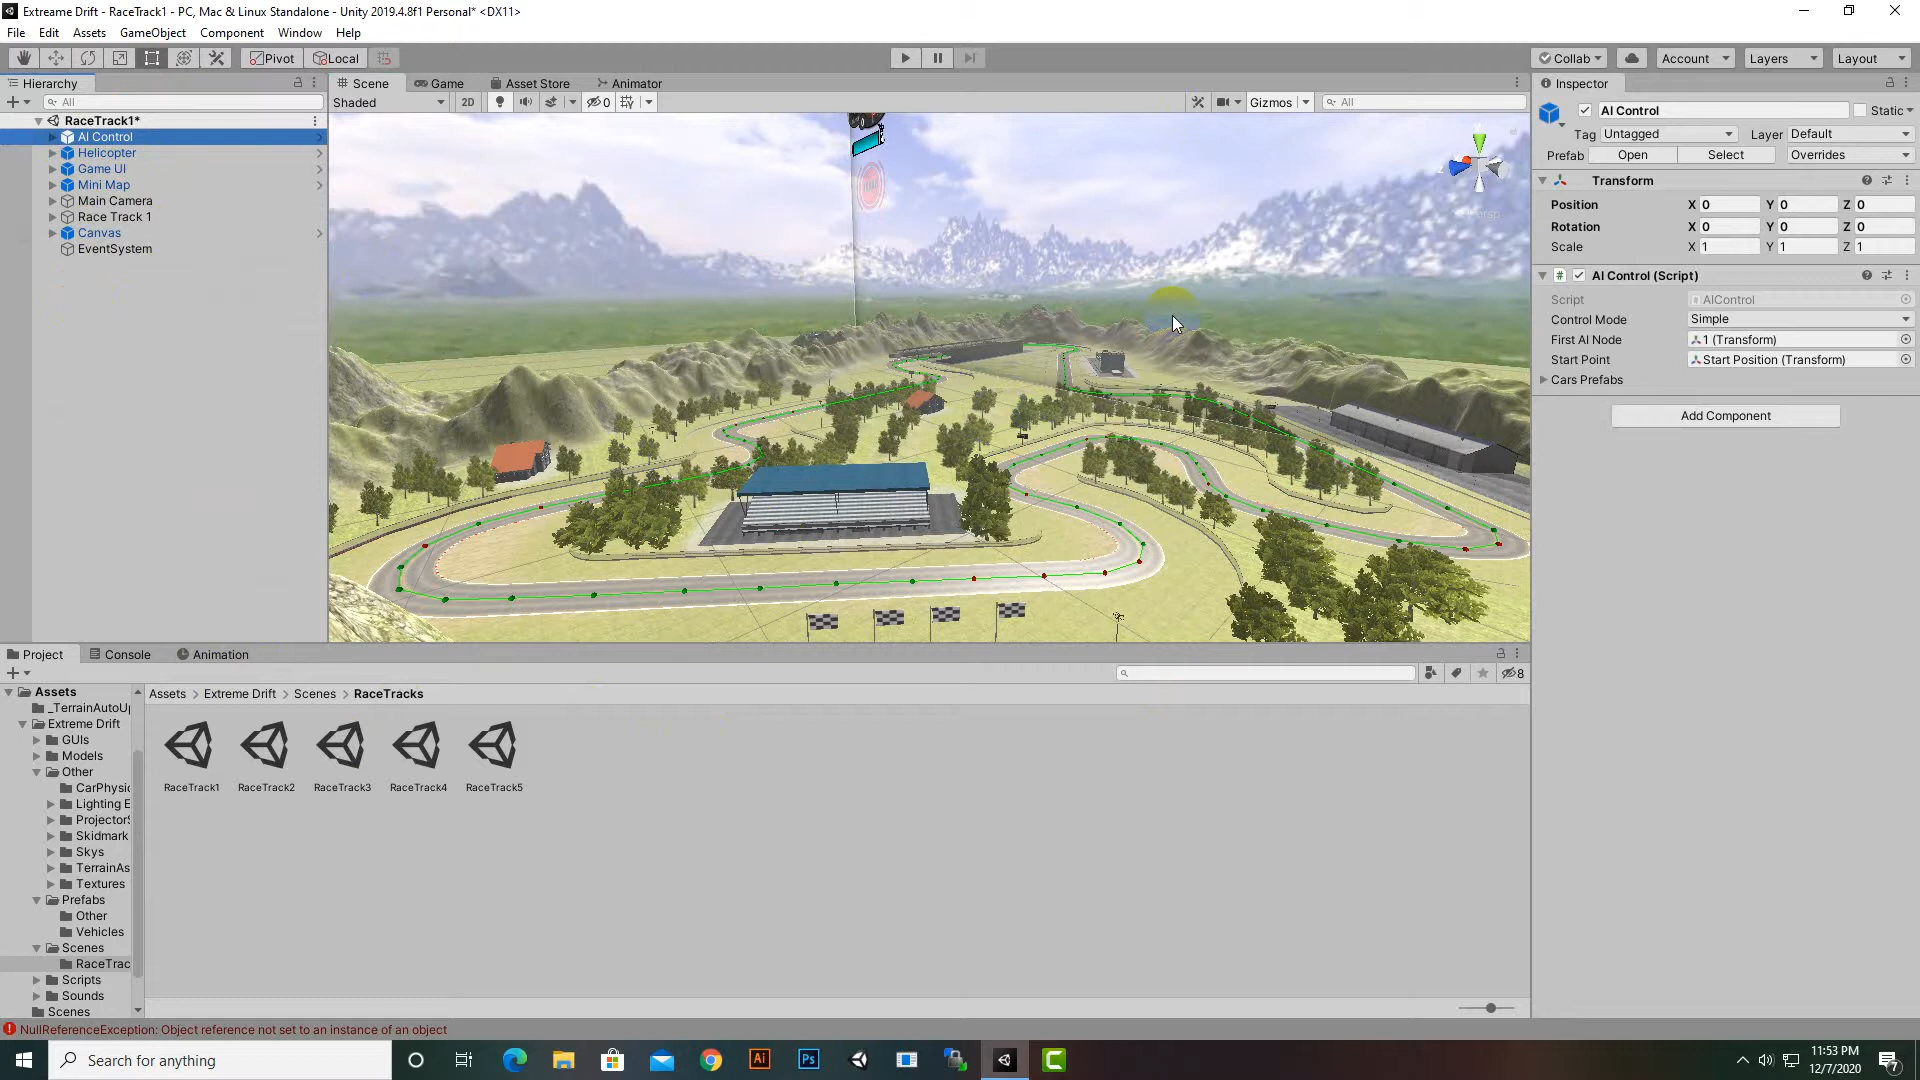 Extreame Drift - RaceTrack1 - PC, Mac & Linux Standalone - Unity 2019.4.8f1 Personal* <DX11>
File Edit Assets GameObject Component Window Help
Pivot Local Collab Account Layers Layout
Hierarchy
All
RaceTrack1*
AI Control
Helicopter
Game UI
Mini Map
Main Camera
Race Track 1
Canvas
EventSystem
Scene Game Asset Store Animator
Shaded 2D 0 Gizmos All
Persp
Inspector
AI Control Static
Tag Untagged Layer Default
Prefab Open Select Overrides
Transform
Position X 0 Y 0 Z 0
Rotation X 0 Y 0 Z 0
Scale X 1 Y 1 Z 1
# AI Control (Script)
Script AIControl
Control Mode Simple
First AI Node 1 (Transform)
Start Point Start Position (Transform)
Cars Prefabs
Add Component
Project Console Animation
8
Assets
_TerrainAutoU
Extreme Drift
GUIs
Models
Other
CarPhysic
Lighting E
ProjectorS
Skidmark
Skys
TerrainAs
Textures
Prefabs
Other
Vehicles
Scenes
RaceTrac
Scripts
Sounds
Scenes
Assets > Extreme Drift > Scenes > RaceTracks
RaceTrack1 RaceTrack2 RaceTrack3 RaceTrack4 RaceTrack5
NullReferenceException: Object reference not set to an instance of an object
Search for anything
Ai Ps
11:53 PM
12/7/2020
7